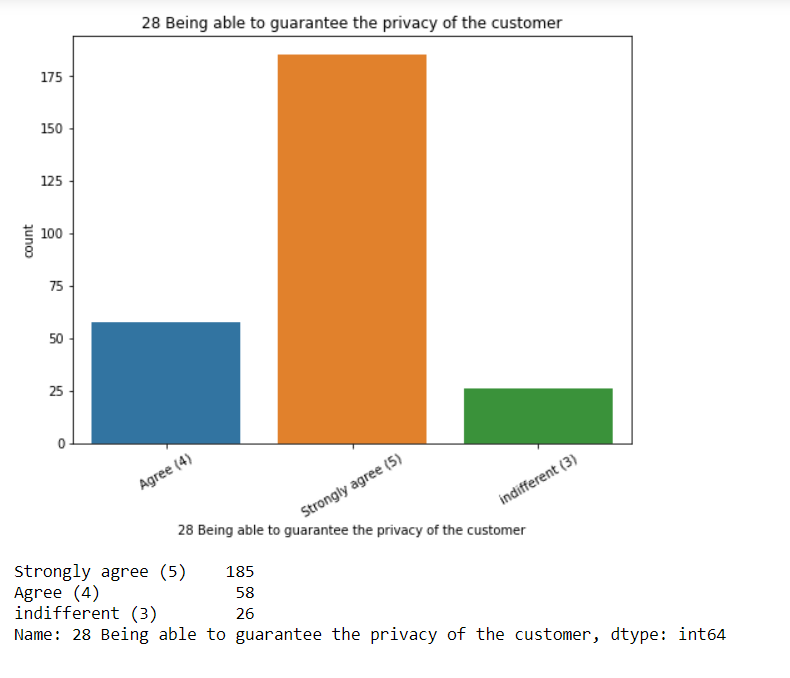 28 Being able to guarantee the privacy of the customer
175
150
125
100
75
50
25
0
count
Agree (4)
Strongly agree (5)
indifferent (3)
28 Being able to guarantee the privacy of the customer
Strongly agree (5) 185
Agree (4) 58
indifferent (3) 26
Name: 28 Being able to guarantee the privacy of the customer, dtype: int64